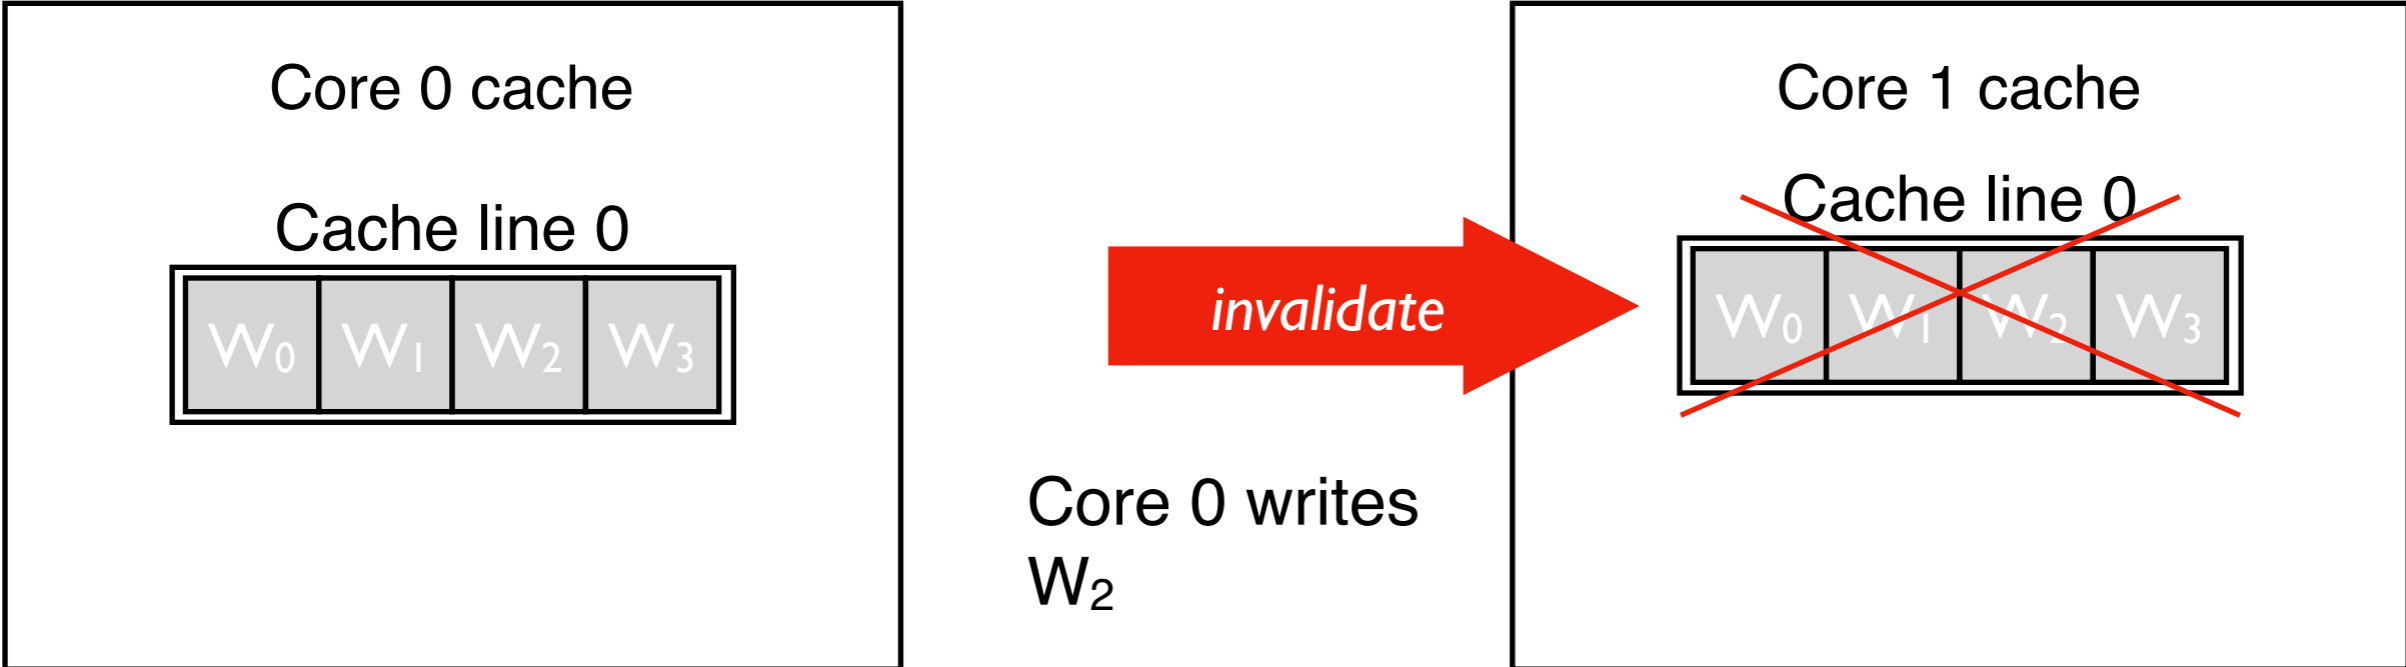 Core 0 cache
Cache line 0
W₀ W₁ W₂ W₃
invalidate
Core 0 writes
W₂
Core 1 cache
Cache line 0
W₀ W₁ W₂ W₃